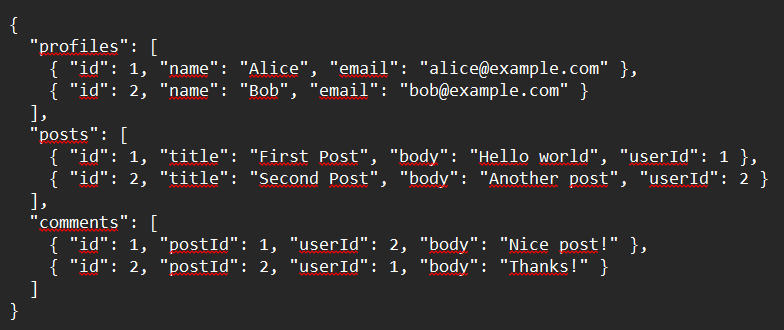 {
  "profiles": [
    { "id": 1, "name": "Alice", "email": "alice@example.com" },
    { "id": 2, "name": "Bob", "email": "bob@example.com" }
  ],
  "posts": [
    { "id": 1, "title": "First Post", "body": "Hello world", "userId": 1 },
    { "id": 2, "title": "Second Post", "body": "Another post", "userId": 2 }
  ],
  "comments": [
    { "id": 1, "postId": 1, "userId": 2, "body": "Nice post!" },
    { "id": 2, "postId": 2, "userId": 1, "body": "Thanks!" }
  ]
}